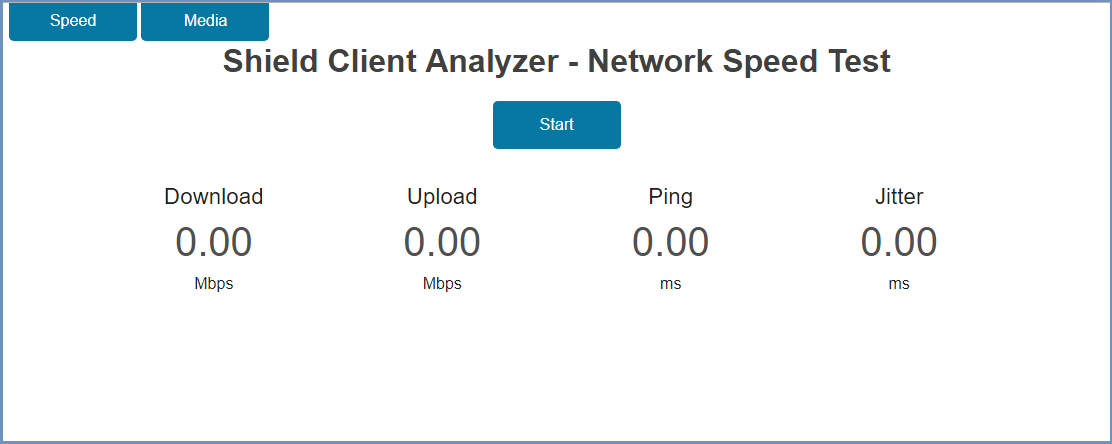 Speed Media
Shield Client Analyzer - Network Speed Test
Start
Download Upload Ping Jitter
0.00 0.00 0.00 0.00
Mbps Mbps ms ms